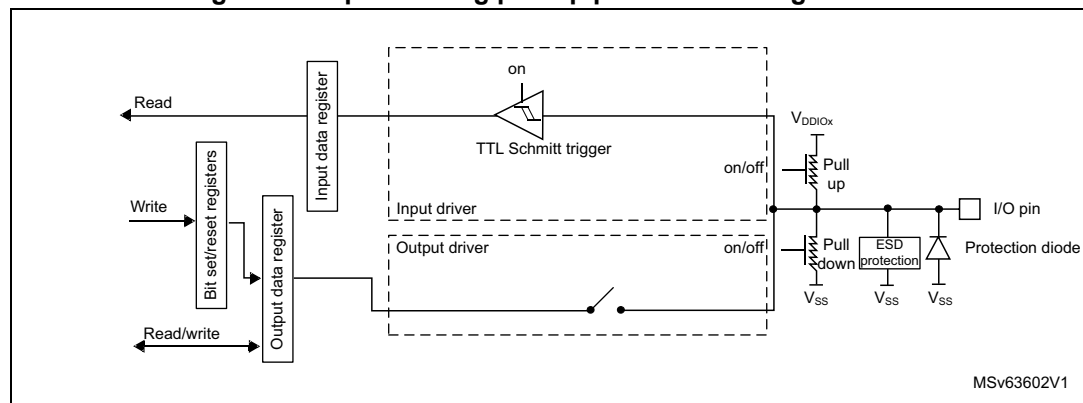 on
Read
Input data register
TTL Schmitt trigger
Input driver
V_DDIOx
on/off
Pull
up
Write
Bit set/reset registers
Output data register
Read/write
Output driver
on/off
Pull
down
V_SS
ESD
protection
V_SS
Protection diode
V_SS
I/O pin
MSv63602V1